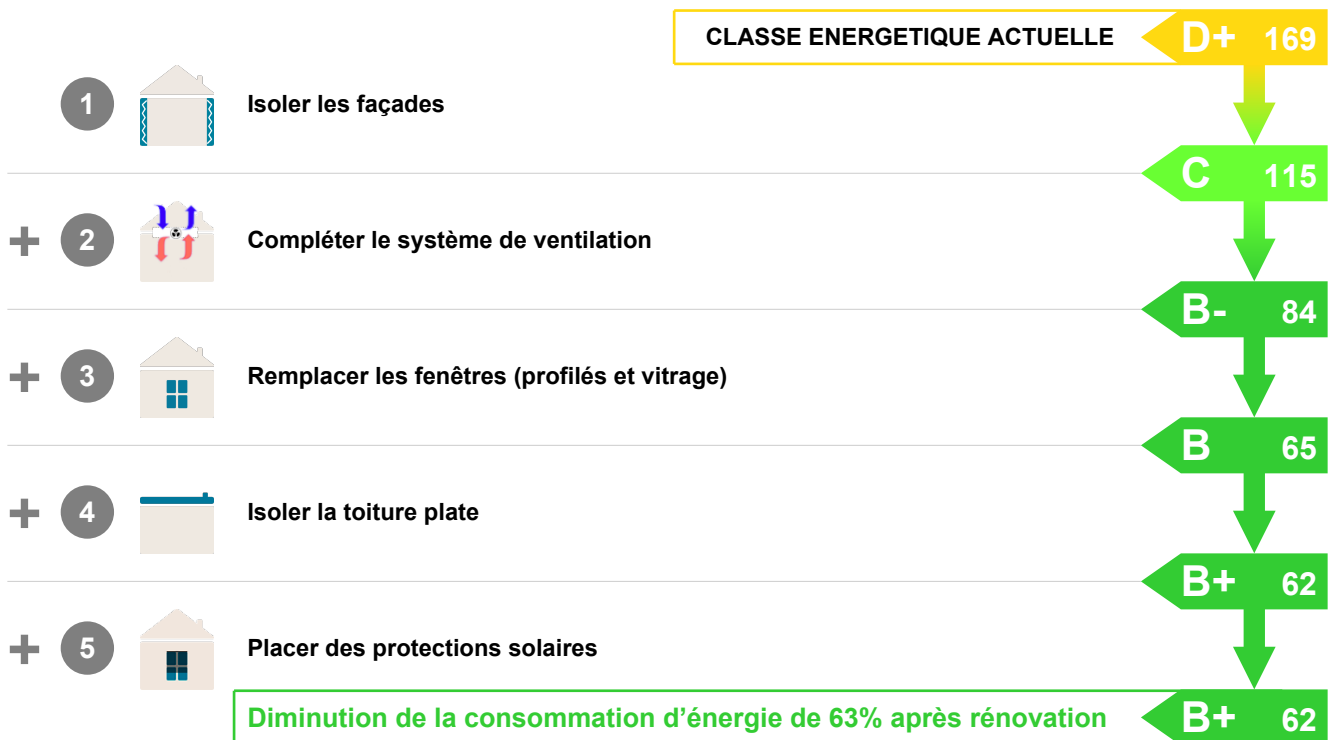 CLASSE ENERGETIQUE ACTUELLE D+ 169
1 Isoler les façades
C 115
+ 2 Compléter le système de ventilation
B- 84
+ 3 Remplacer les fenêtres (profilés et vitrage)
B 65
+ 4 Isoler la toiture plate
B+ 62
+ 5 Placer des protections solaires
Diminution de la consommation d’énergie de 63% après rénovation B+ 62